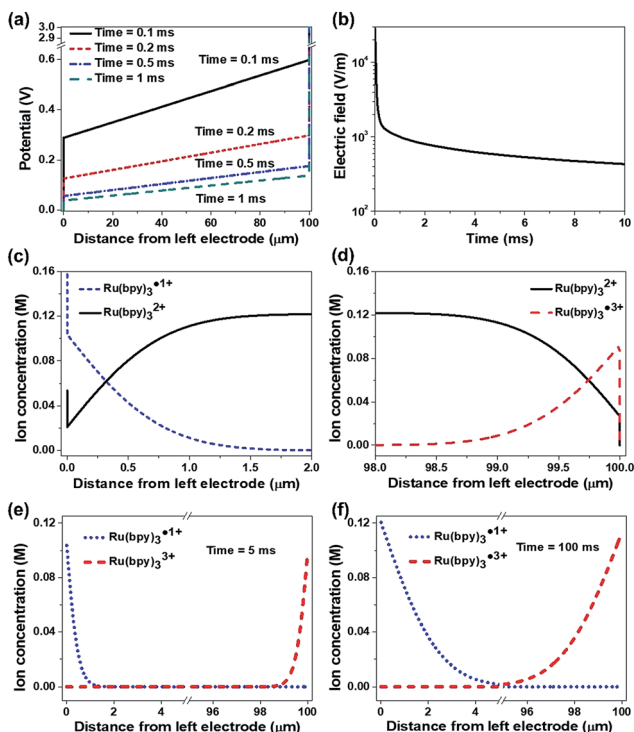 (a)
3.0
2.9
0.6
0.4
0.2
0.0
Potential (V)
Time = 0.1 ms
Time = 0.2 ms
Time = 0.5 ms
Time = 1 ms
Time = 0.1 ms
Time = 0.2 ms
Time = 0.5 ms
Time = 1 ms
0 20 40 60 80 100
Distance from left electrode (μm)
(b)
Electric field (V/m)
10⁴
10³
10²
0 2 4 6 8 10
Time (ms)
(c)
0.16
0.12
0.08
0.04
0.00
Ion concentration (M)
Ru(bpy)₃•¹⁺
Ru(bpy)₃²⁺
0.0 0.5 1.0 1.5 2.0
Distance from left electrode (μm)
(d)
0.16
0.12
0.08
0.04
0.00
Ion concentration (M)
Ru(bpy)₃²⁺
Ru(bpy)₃•³⁺
98.0 98.5 99.0 99.5 100.0
Distance from left electrode (μm)
(e)
0.12
0.08
0.04
0.00
Ion concentration (M)
Ru(bpy)₃•¹⁺
Ru(bpy)₃³⁺
Time = 5 ms
0 2 4 96 98 100
Distance from left electrode (μm)
(f)
0.12
0.08
0.04
0.00
Ion concentration (M)
Ru(bpy)₃•¹⁺
Ru(bpy)₃•³⁺
Time = 100 ms
0 2 4 96 98 100
Distance from left electrode (μm)